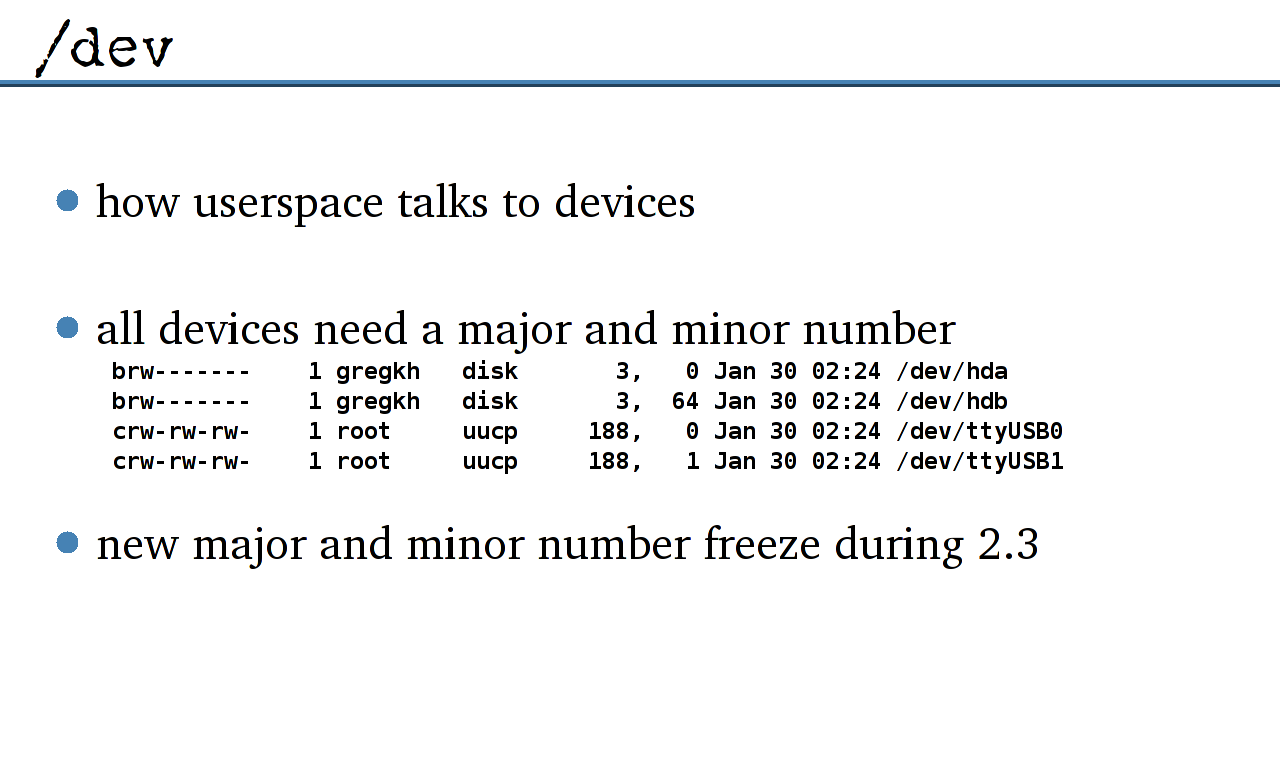 /dev
how userspace talks to devices
all devices need a major and minor number
brw-------    1 gregkh   disk       3,   0 Jan 30 02:24 /dev/hda
brw-------    1 gregkh   disk       3,  64 Jan 30 02:24 /dev/hdb
crw-rw-rw-    1 root     uucp     188,   0 Jan 30 02:24 /dev/ttyUSB0
crw-rw-rw-    1 root     uucp     188,   1 Jan 30 02:24 /dev/ttyUSB1
new major and minor number freeze during 2.3